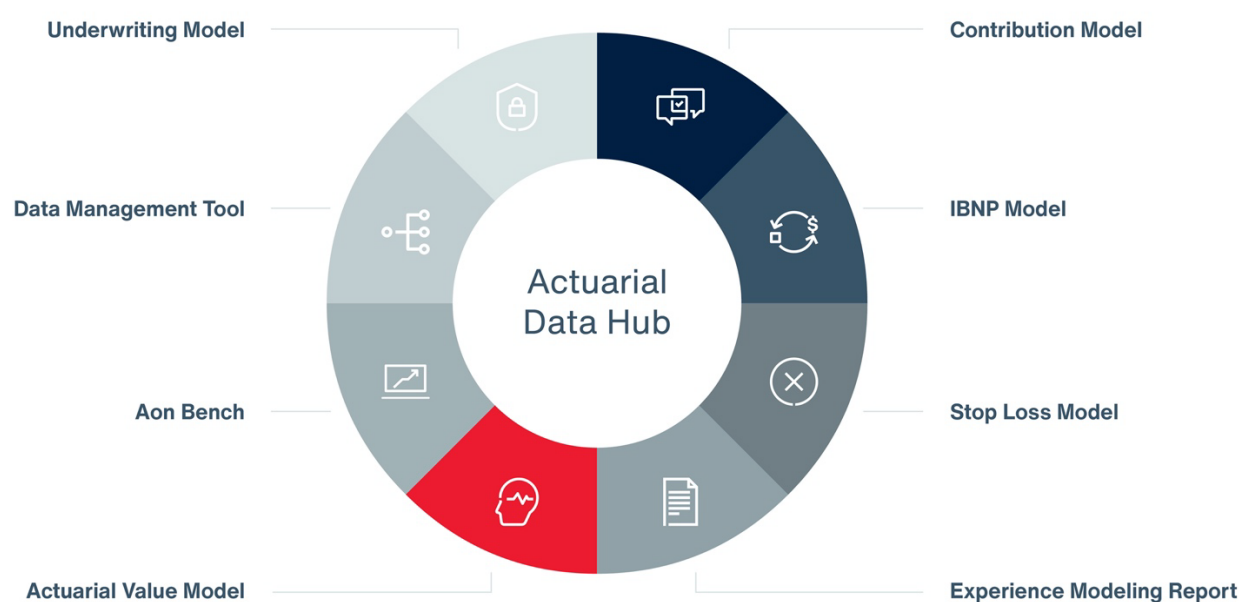 Underwriting Model
Contribution Model
Data Management Tool
IBNP Model
Actuarial
Data Hub
Aon Bench
Stop Loss Model
Actuarial Value Model
Experience Modeling Report